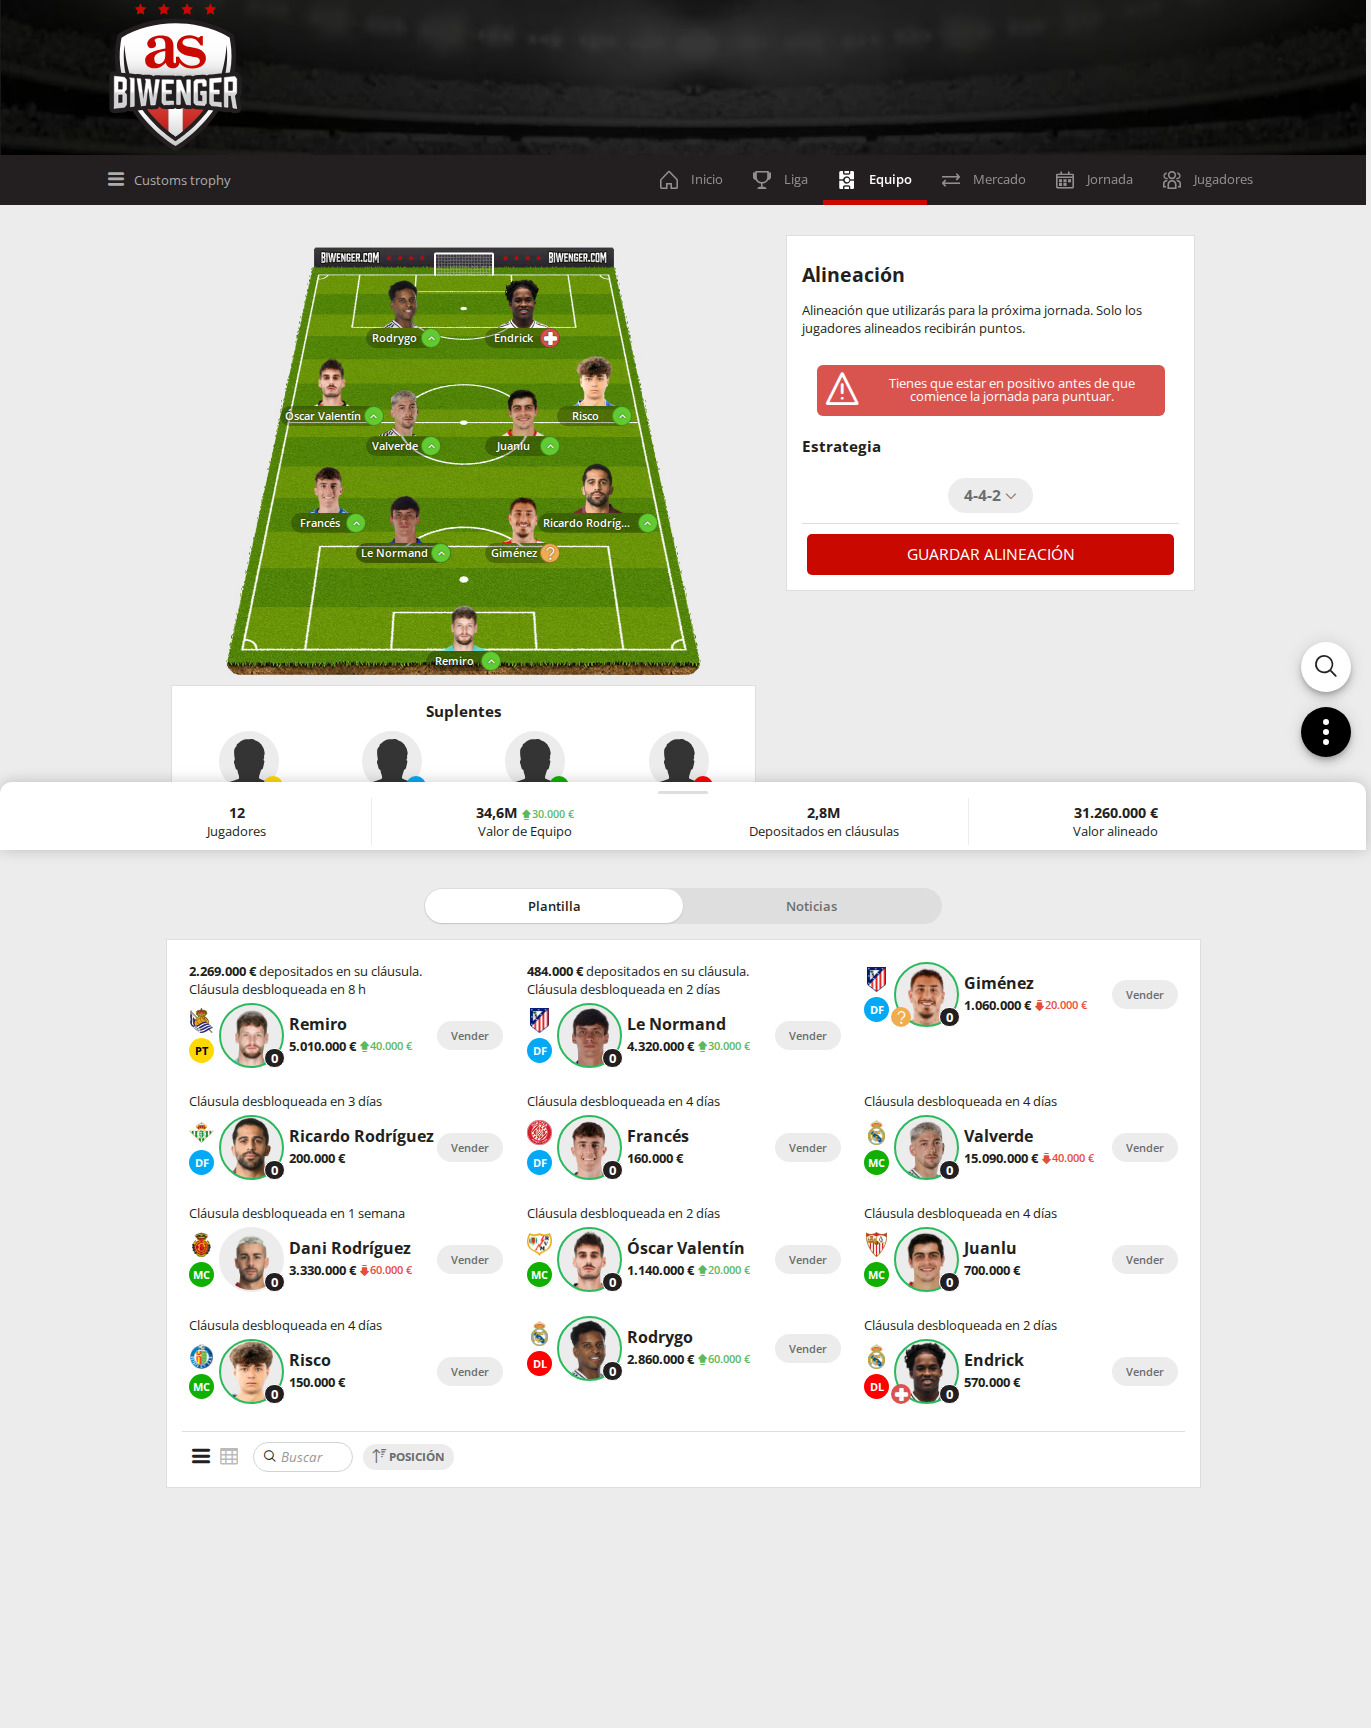 as
BIWENGER
Customs trophy
Inicio
Liga
Equipo
Mercado
Jornada
Jugadores
BIWENGER.COM
BIWENGER.COM
Rodrygo
Endrick
Óscar Valentín
Risco
Valverde
Juanlu
Francés
Ricardo Rodríg...
Le Normand
Giménez
?
Remiro
Alineación
Alineación que utilizarás para la próxima jornada. Solo los
jugadores alineados recibirán puntos.
Tienes que estar en positivo antes de que
comience la jornada para puntuar.
Estrategia
4-4-2
GUARDAR ALINEACIÓN
Suplentes
12
Jugadores
34,6M 30.000 €
Valor de Equipo
2,8M
Depositados en cláusulas
31.260.000 €
Valor alineado
Plantilla
Noticias
2.269.000 € depositados en su cláusula.
Cláusula desbloqueada en 8 h
PT
0
Remiro
5.010.000 € 40.000 €
Vender
484.000 € depositados en su cláusula.
Cláusula desbloqueada en 2 días
DF
0
Le Normand
4.320.000 € 30.000 €
Vender
DF
?
0
Giménez
1.060.000 € 20.000 €
Vender
Cláusula desbloqueada en 3 días
DF
0
Ricardo Rodríguez
200.000 €
Vender
Cláusula desbloqueada en 4 días
DF
0
Francés
160.000 €
Vender
Cláusula desbloqueada en 4 días
MC
0
Valverde
15.090.000 € 40.000 €
Vender
Cláusula desbloqueada en 1 semana
MC
0
Dani Rodríguez
3.330.000 € 60.000 €
Vender
Cláusula desbloqueada en 2 días
MC
0
Óscar Valentín
1.140.000 € 20.000 €
Vender
Cláusula desbloqueada en 4 días
MC
0
Juanlu
700.000 €
Vender
Cláusula desbloqueada en 4 días
MC
0
Risco
150.000 €
Vender
DL
0
Rodrygo
2.860.000 € 60.000 €
Vender
Cláusula desbloqueada en 2 días
DL
0
Endrick
570.000 €
Vender
Buscar
POSICIÓN